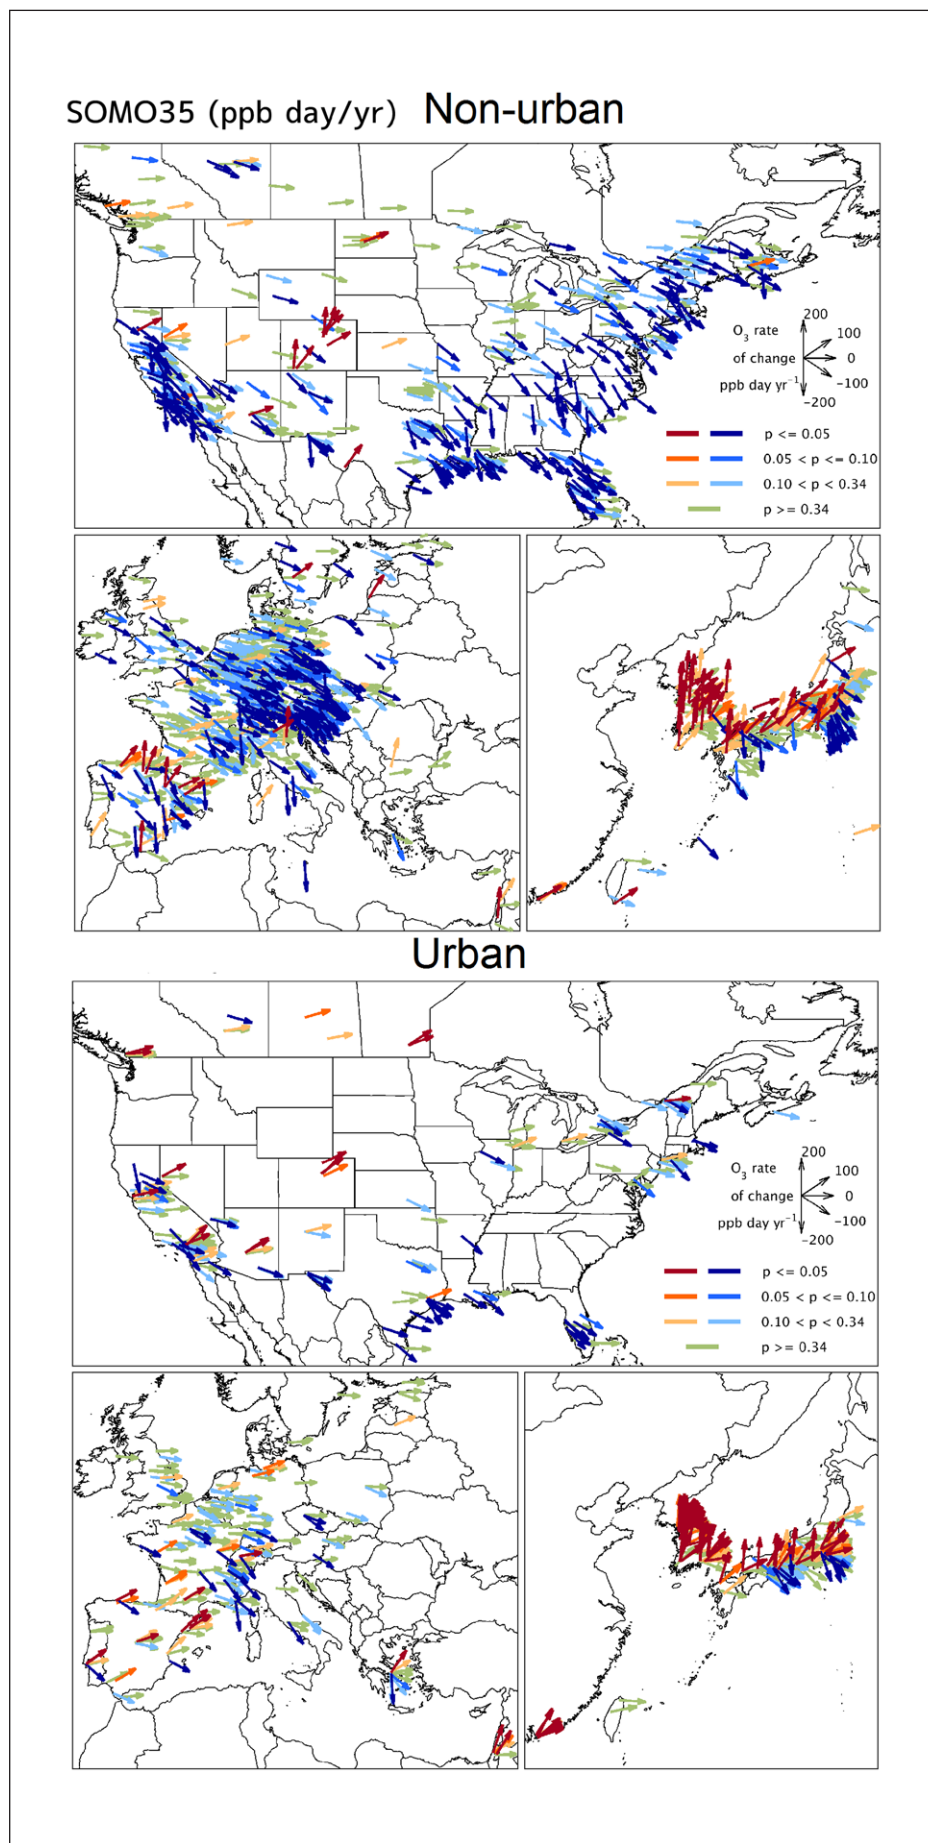 SOMO35 (ppb day/yr) Non-urban
200
O₃ rate
100
of change
0
ppb day yr⁻¹
-100
-200
p <= 0.05
0.05 < p <= 0.10
0.10 < p < 0.34
p >= 0.34
Urban
200
O₃ rate
100
of change
0
ppb day yr⁻¹
-100
-200
p <= 0.05
0.05 < p <= 0.10
0.10 < p < 0.34
p >= 0.34